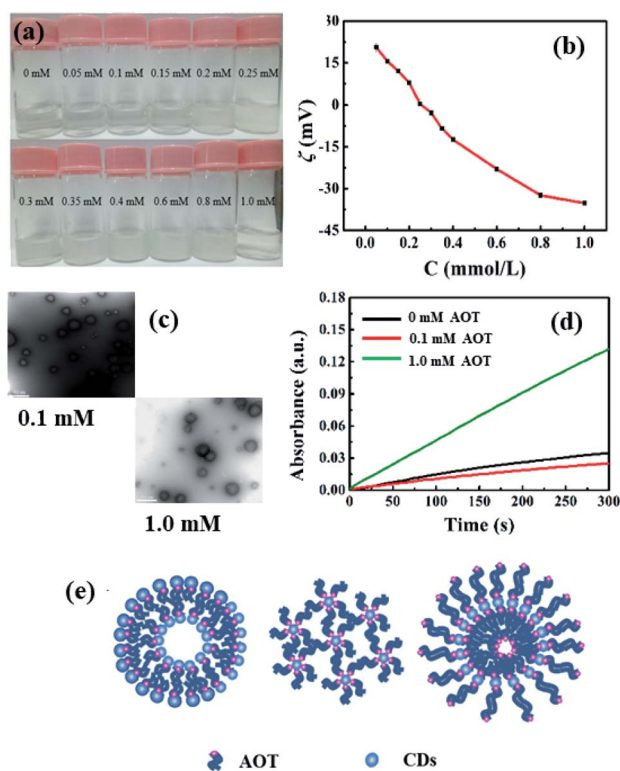 (a)
0 mM 0.05 mM 0.1 mM 0.15 mM 0.2 mM 0.25 mM
0.3 mM 0.35 mM 0.4 mM 0.6 mM 0.8 mM 1.0 mM
(b)
ζ (mV)
30
15
0
-15
-30
-45
0.0 0.2 0.4 0.6 0.8 1.0
C (mmol/L)
(c)
0.1 mM
1.0 mM
(d)
Absorbance (a.u.)
0.18
0.15
0.12
0.09
0.06
0.03
0.00
0 mM AOT
0.1 mM AOT
1.0 mM AOT
0 50 100 150 200 250 300
Time (s)
(e)
AOT CDs